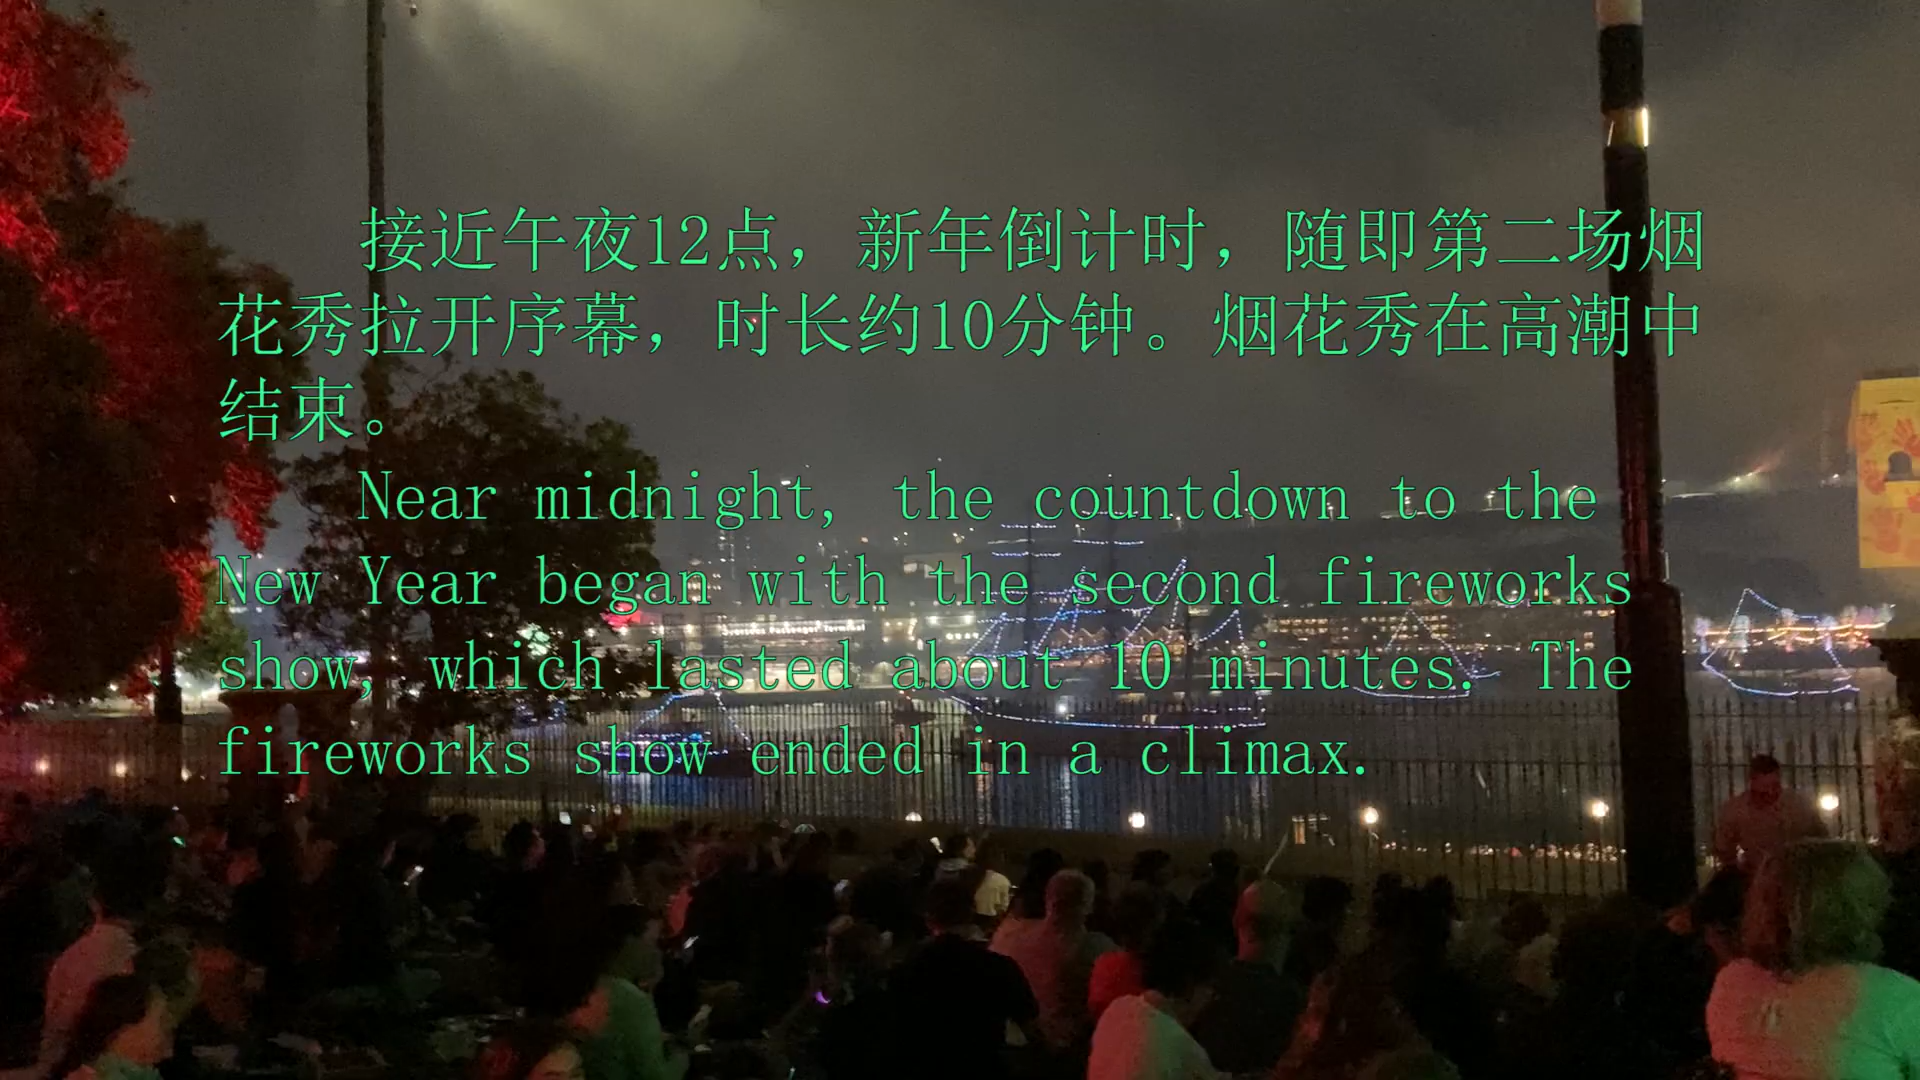 接近午夜12点，新年倒计时，随即第二场烟
花秀拉开序幕，时长约10分钟。烟花秀在高潮中
结束。
Near midnight, the countdown to the
New Year began with the second fireworks
show, which lasted about 10 minutes. The
fireworks show ended in a climax.
Overseas Passenger Terminal